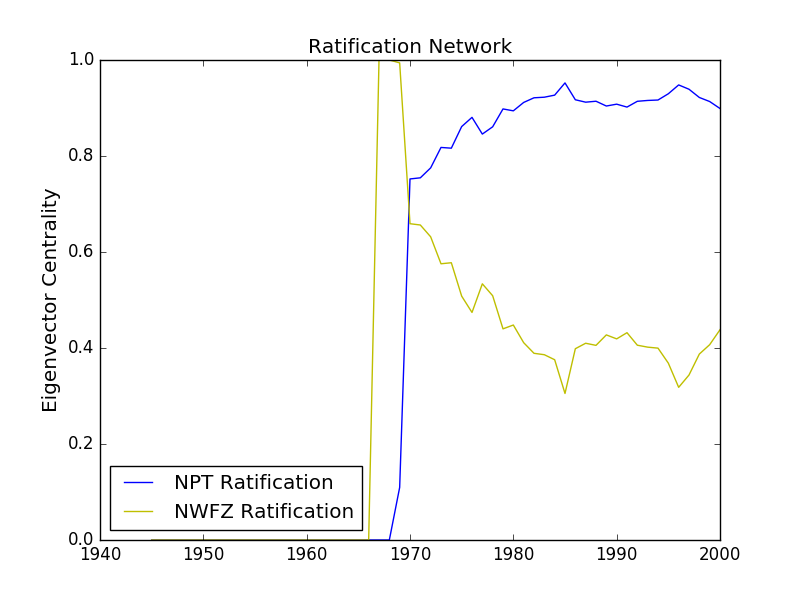 Ratification Network
Eigenvector Centrality
1.0
0.8
0.6
0.4
0.2
0.0
NPT Ratification
NWFZ Ratification
1940 1950 1960 1970 1980 1990 2000